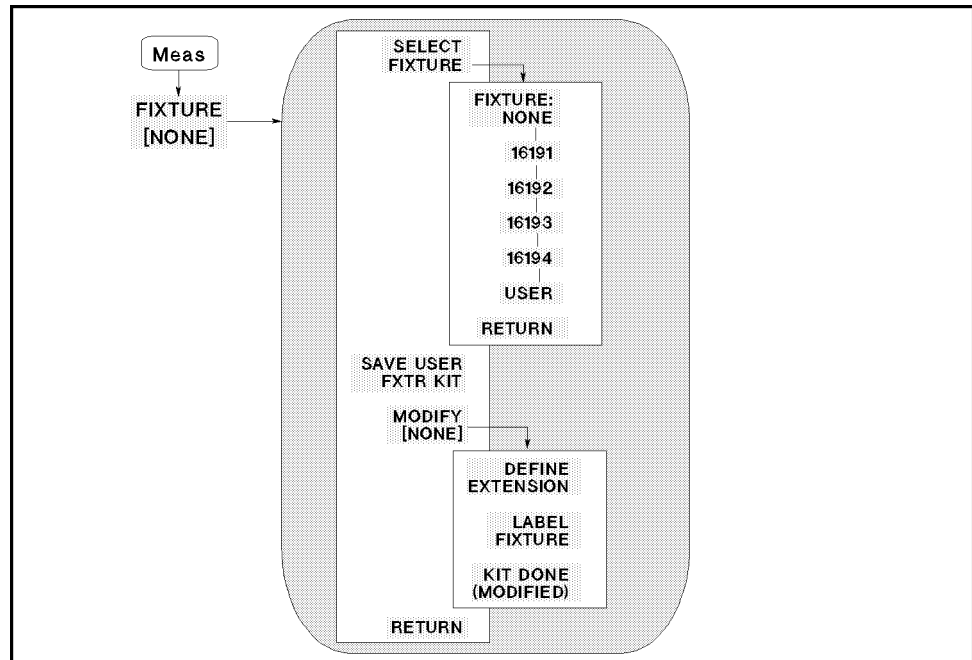 Meas
FIXTURE
[NONE]
SELECT
FIXTURE
FIXTURE:
NONE
16191
16192
16193
16194
USER
RETURN
SAVE USER
FXTR KIT
MODIFY
[NONE]
DEFINE
EXTENSION
LABEL
FIXTURE
KIT DONE
(MODIFIED)
RETURN